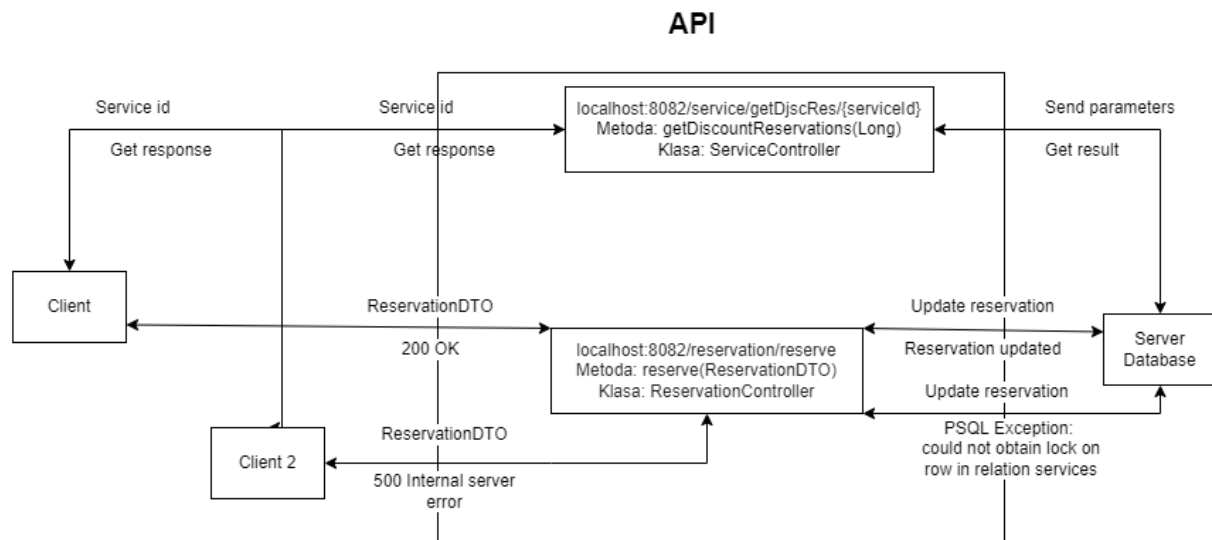 API
Service id
Get response
Service id
Get response
localhost:8082/service/getDjscRes/{serviceId}
Metoda: getDiscountReservations(Long)
Klasa: ServiceController
Send parameters
Get result
Client
ReservationDTO
200 OK
localhost:8082/reservation/reserve
Metoda: reserve(ReservationDTO)
Klasa: ReservationController
Update reservation
Reservation updated
Server
Database
Update reservation
PSQL Exception:
could not obtain lock on
row in relation services
Client 2
ReservationDTO
500 Internal server
error